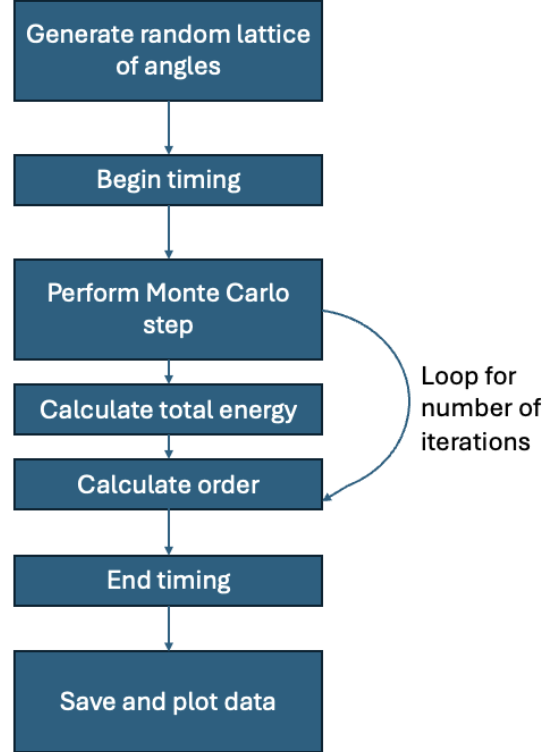 Generate random lattice
of angles
Begin timing
Perform Monte Carlo
step
Calculate total energy
Calculate order
Loop for
number of
iterations
End timing
Save and plot data